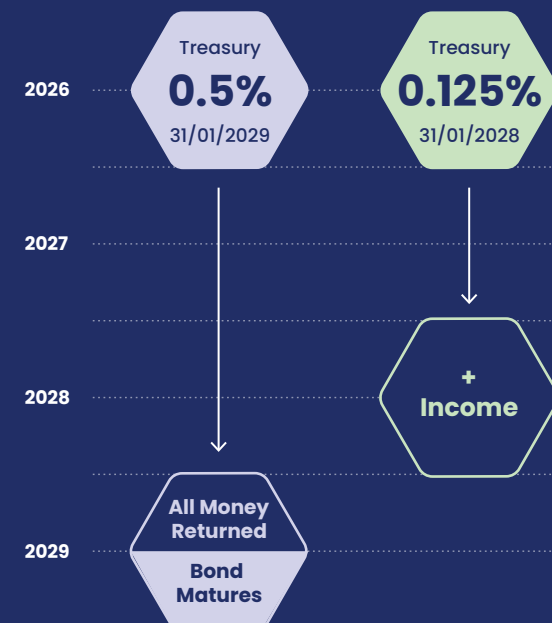 2026
Treasury
0.5%
31/01/2029
Treasury
0.125%
31/01/2028
2027
2028
+
Income
2029
All Money
Returned
Bond
Matures